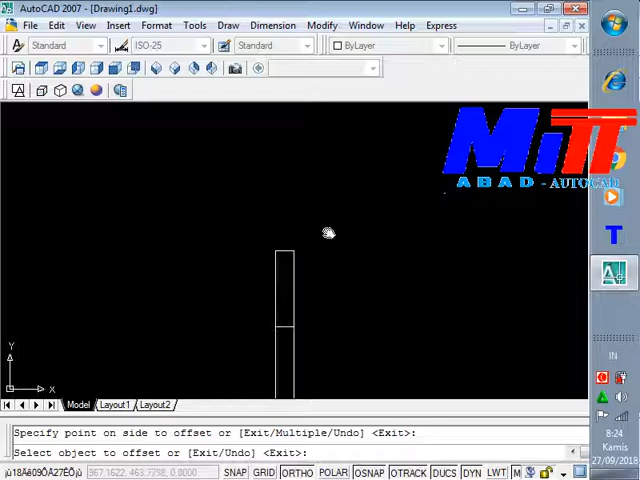 AutoCAD 2007 - [Drawing1.dwg]
File Edit View Insert Format Tools Draw Dimension Modify Window Help Express
Standard ISO-25 Standard ByLayer ByLayer
MiTT
ABAD - AUTOCAD
T
Y
X
Model Layout1 Layout2
IN
Specify point on side to offset or [Exit/Multiple/Undo] <Exit>:
Select object to offset or [Exit/Undo] <Exit>:
8:24
Kamis
27/09/2018
SNAP GRID ORTHO POLAR OSNAP OTRACK DUCS DYN LWT M